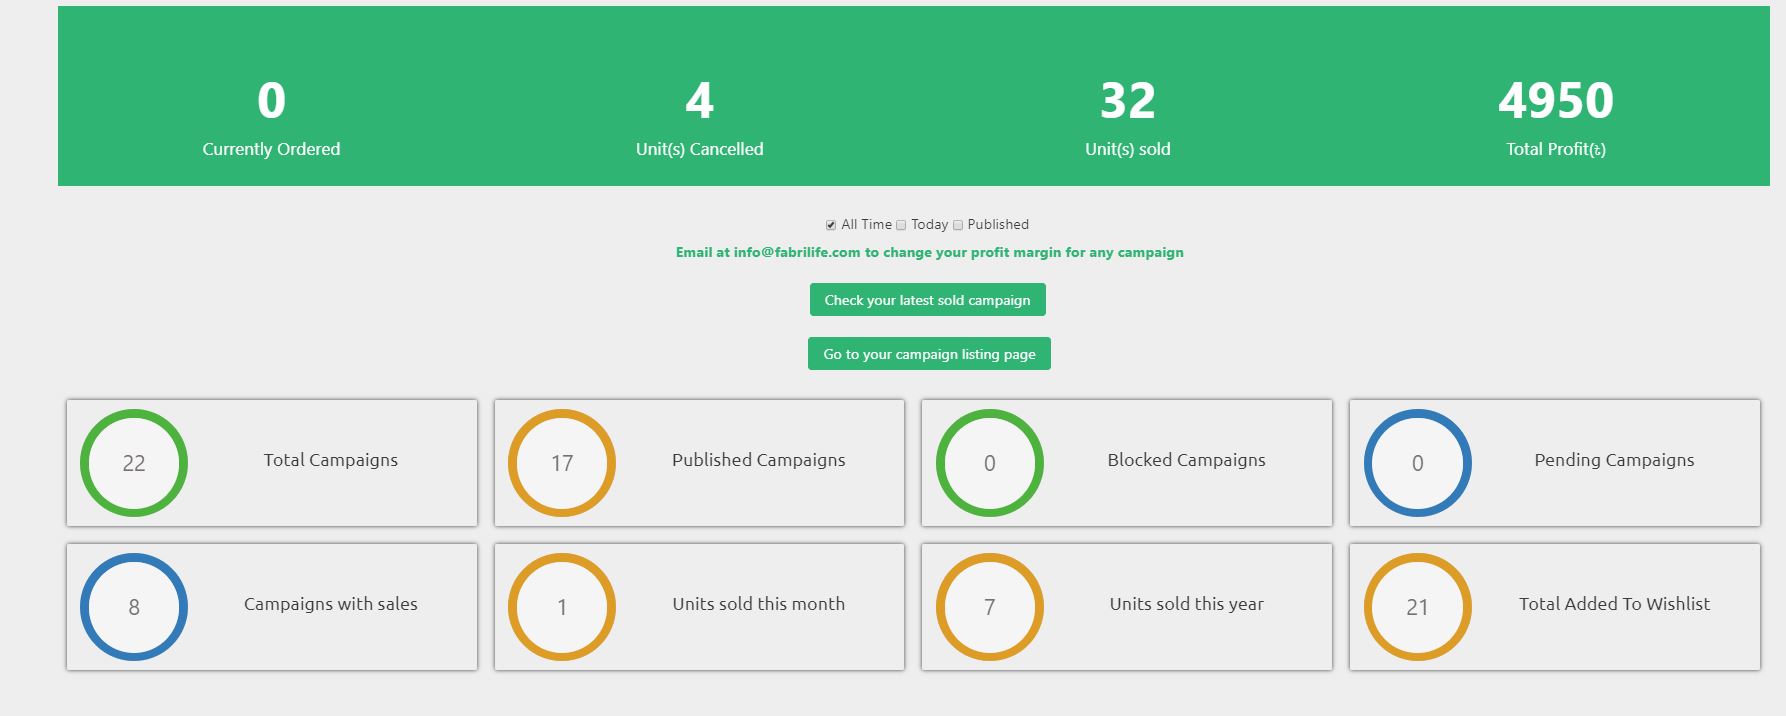 0
Currently Ordered
4
Unit(s) Cancelled
32
Unit(s) sold
4950
Total Profit(৳)
All Time Today Published
Email at info@fabrilife.com to change your profit margin for any campaign
Check your latest sold campaign
Go to your campaign listing page
22
Total Campaigns
17
Published Campaigns
0
Blocked Campaigns
0
Pending Campaigns
8
Campaigns with sales
1
Units sold this month
7
Units sold this year
21
Total Added To Wishlist